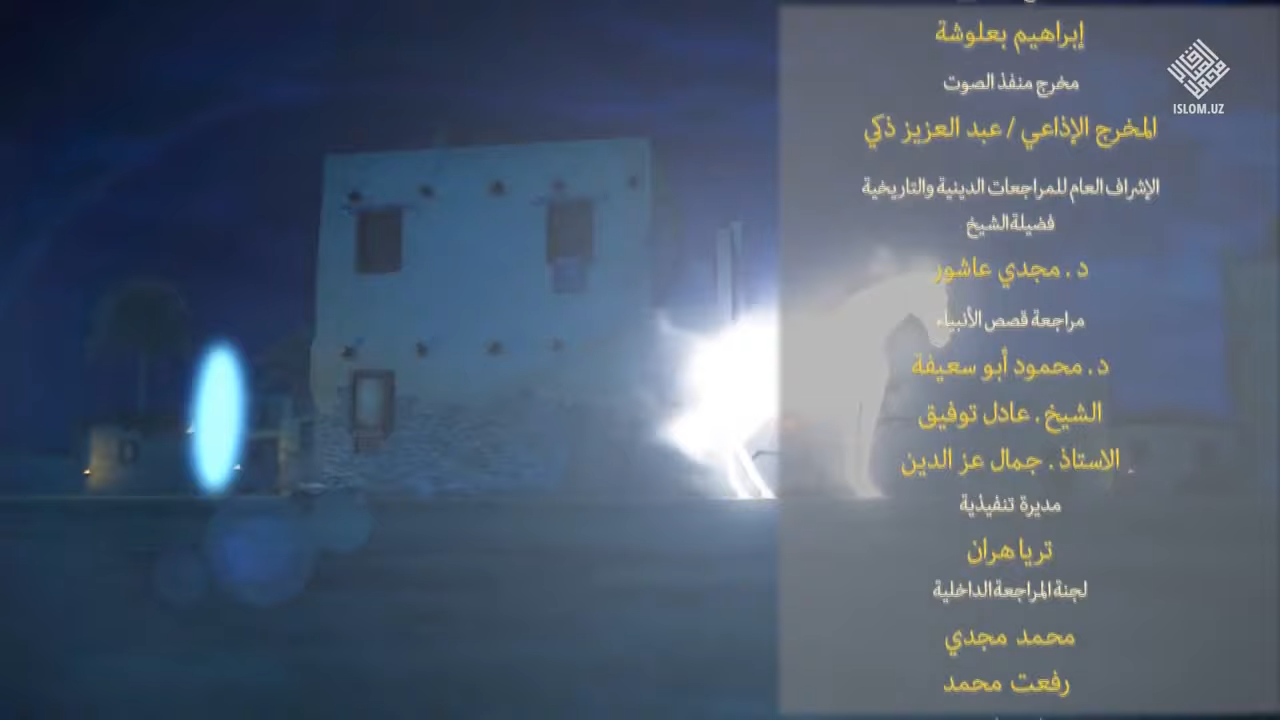 إبراهيم بعلوشة
مخرج منفذ الصوت
المخرج الإذاعي / عبد العزيز ذكي
الإشراف العام للمراجعات الدينية والتاريخية
فضيلة الشيخ
د . مجدي عاشور
مراجعة قصص الأنبياء
د . محمود أبو سعيفة
الشيخ . عادل توفيق
الاستاذ . جمال عز الدين
مديرة تنفيذية
تريا هران
لجنة المراجعة الداخلية
محمد مجدي
رفعت محمد
ISLOM.UZ